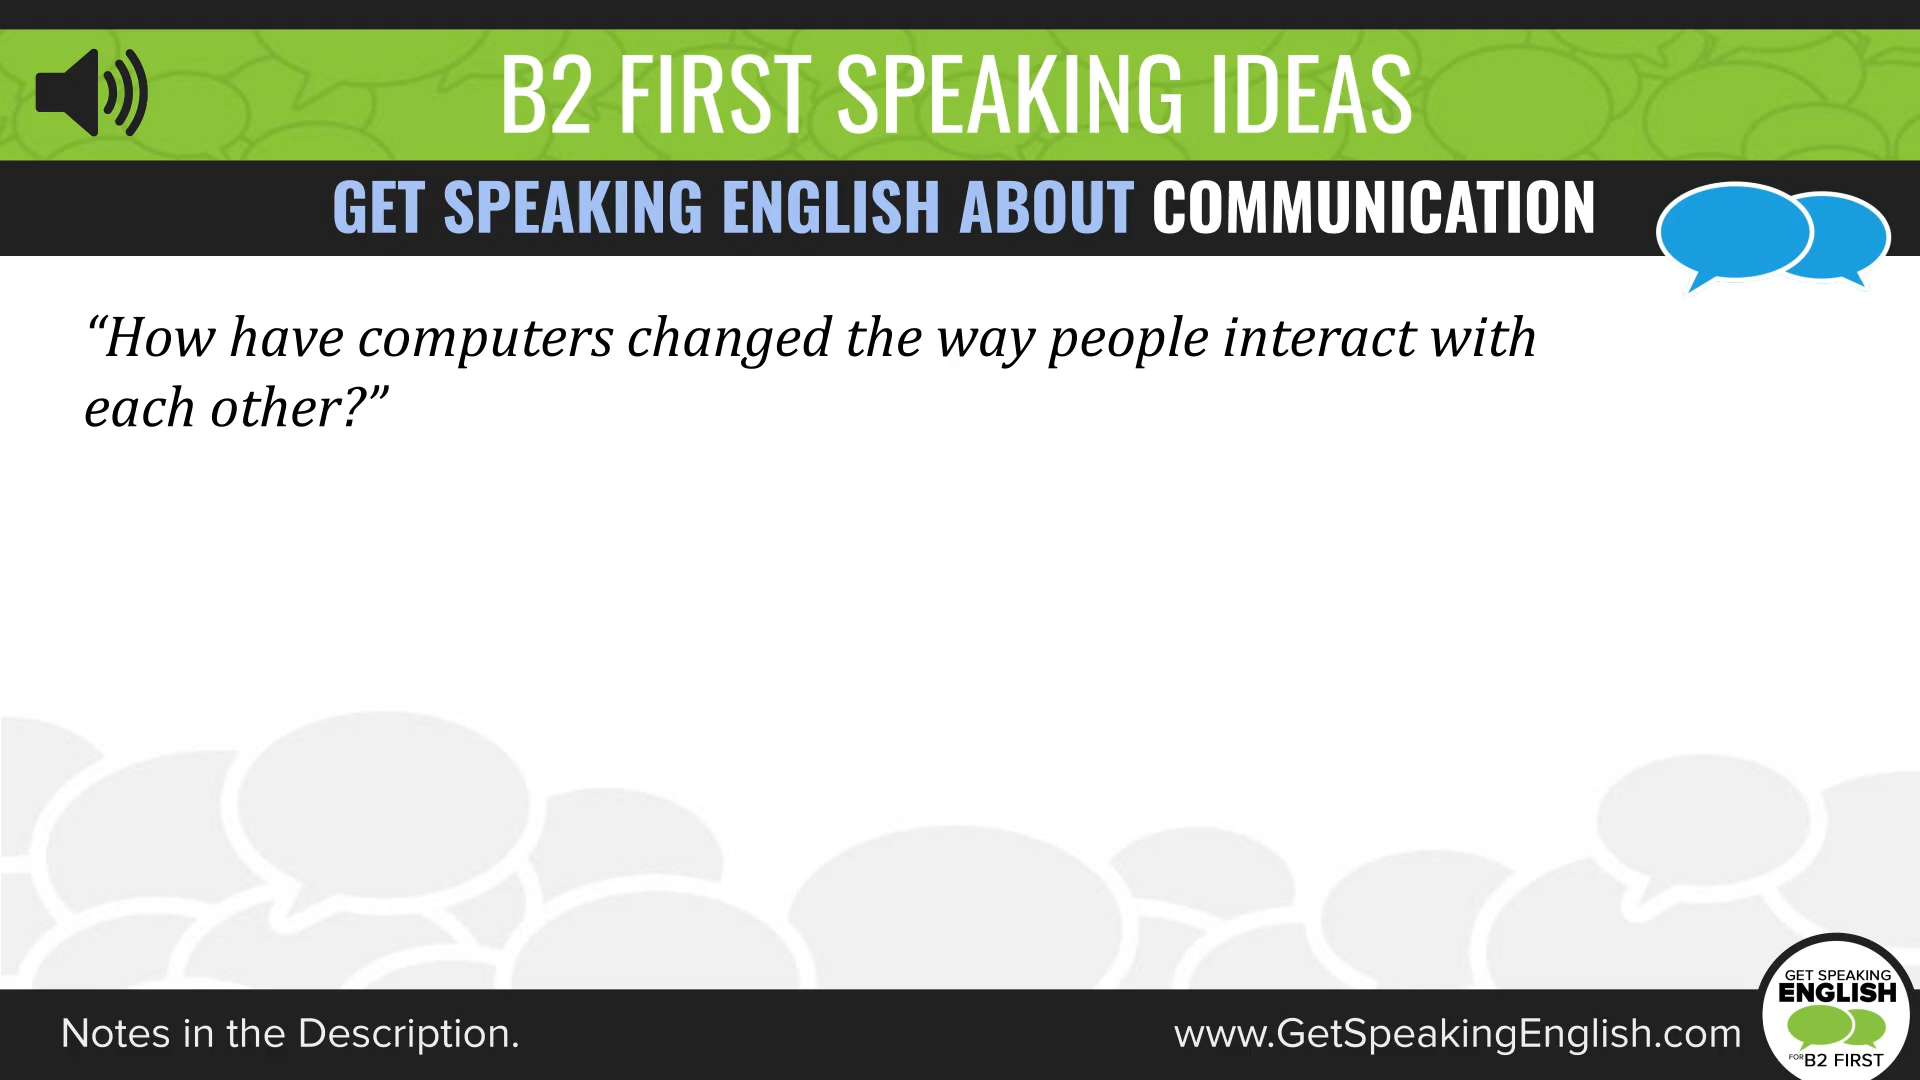 B2 FIRST SPEAKING IDEAS
GET SPEAKING ENGLISH ABOUT COMMUNICATION
“How have computers changed the way people interact with
each other?”
Notes in the Description.
www.GetSpeakingEnglish.com
GET SPEAKING
ENGLISH
FOR B2 FIRST